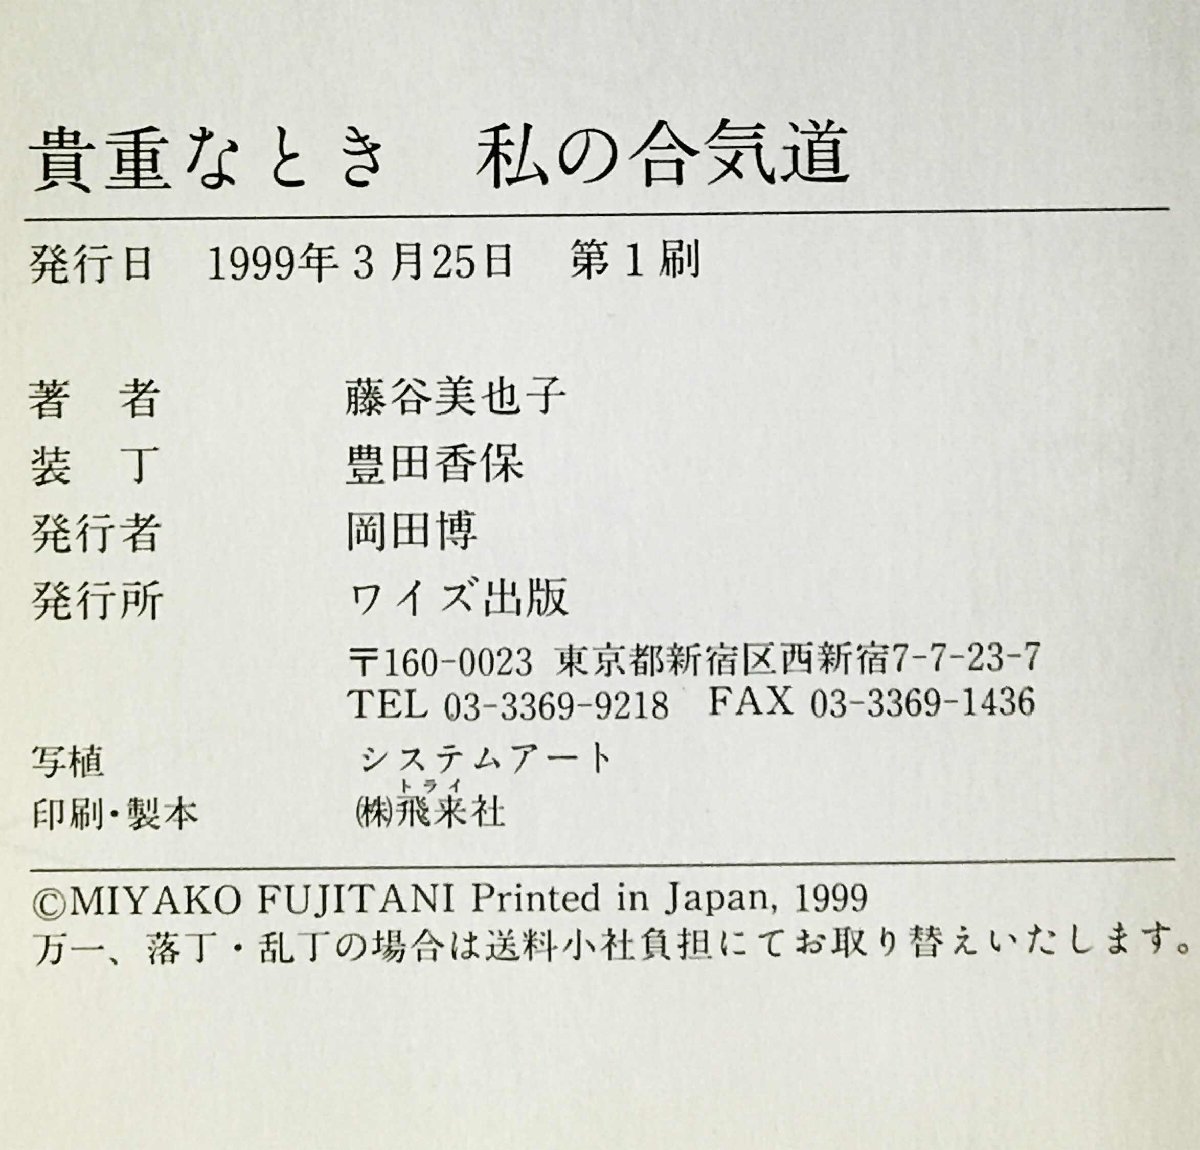 貴重なとき　私の合気道
発行日　1999年3月25日　第1刷
著　者　藤谷美也子
装　丁　豊田香保
発行者　岡田博
発行所　ワイズ出版
〒160-0023 東京都新宿区西新宿7-7-23-7
TEL 03-3369-9218　FAX 03-3369-1436
写植　システムアート
トライ
印刷・製本　㈱飛来社
©MIYAKO FUJITANI Printed in Japan, 1999
万一、落丁・乱丁の場合は送料小社負担にてお取り替えいたします。